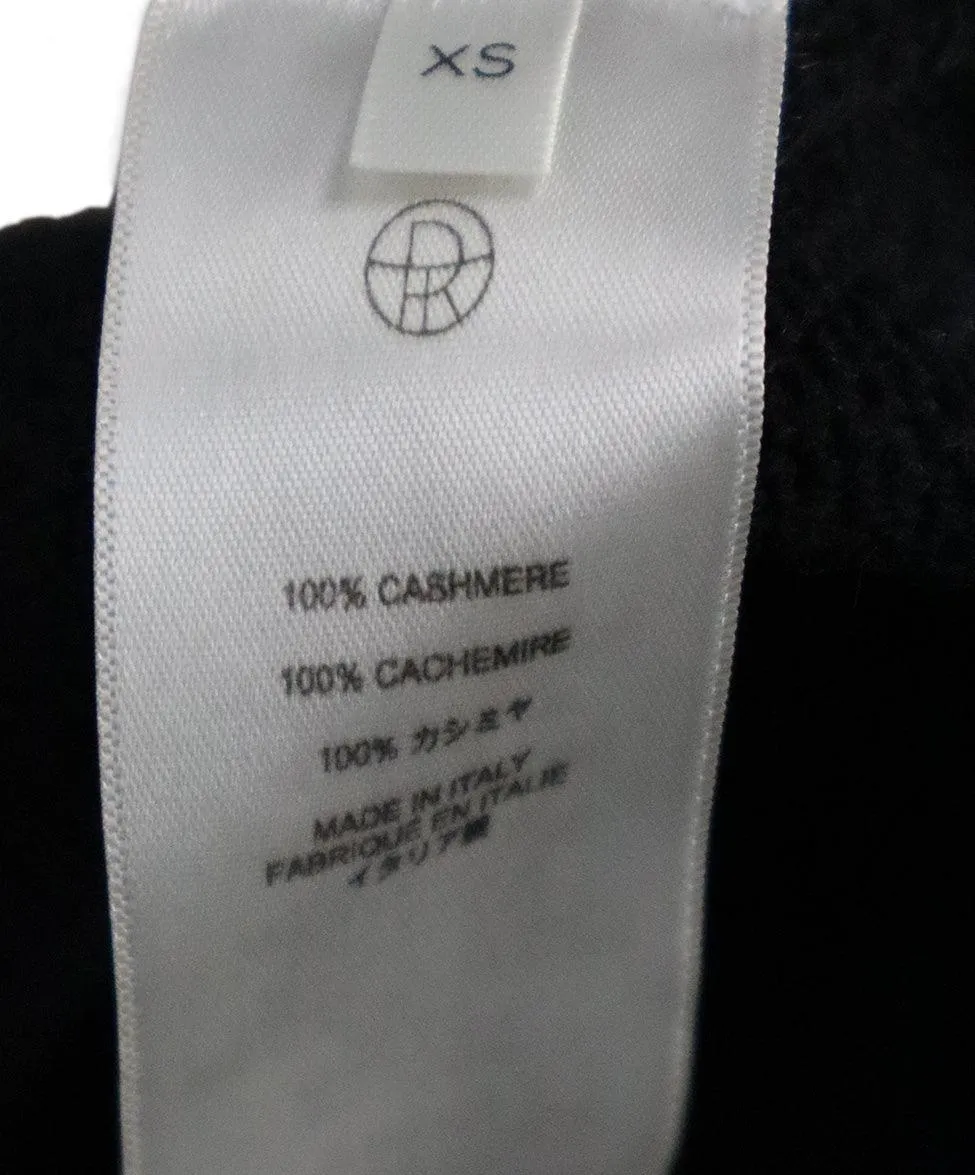 XS
100% CASHMERE
100% CACHEMIRE
100% カシミヤ
MADE IN ITALY
FABRIQUÉ EN ITALIE
イタリア製